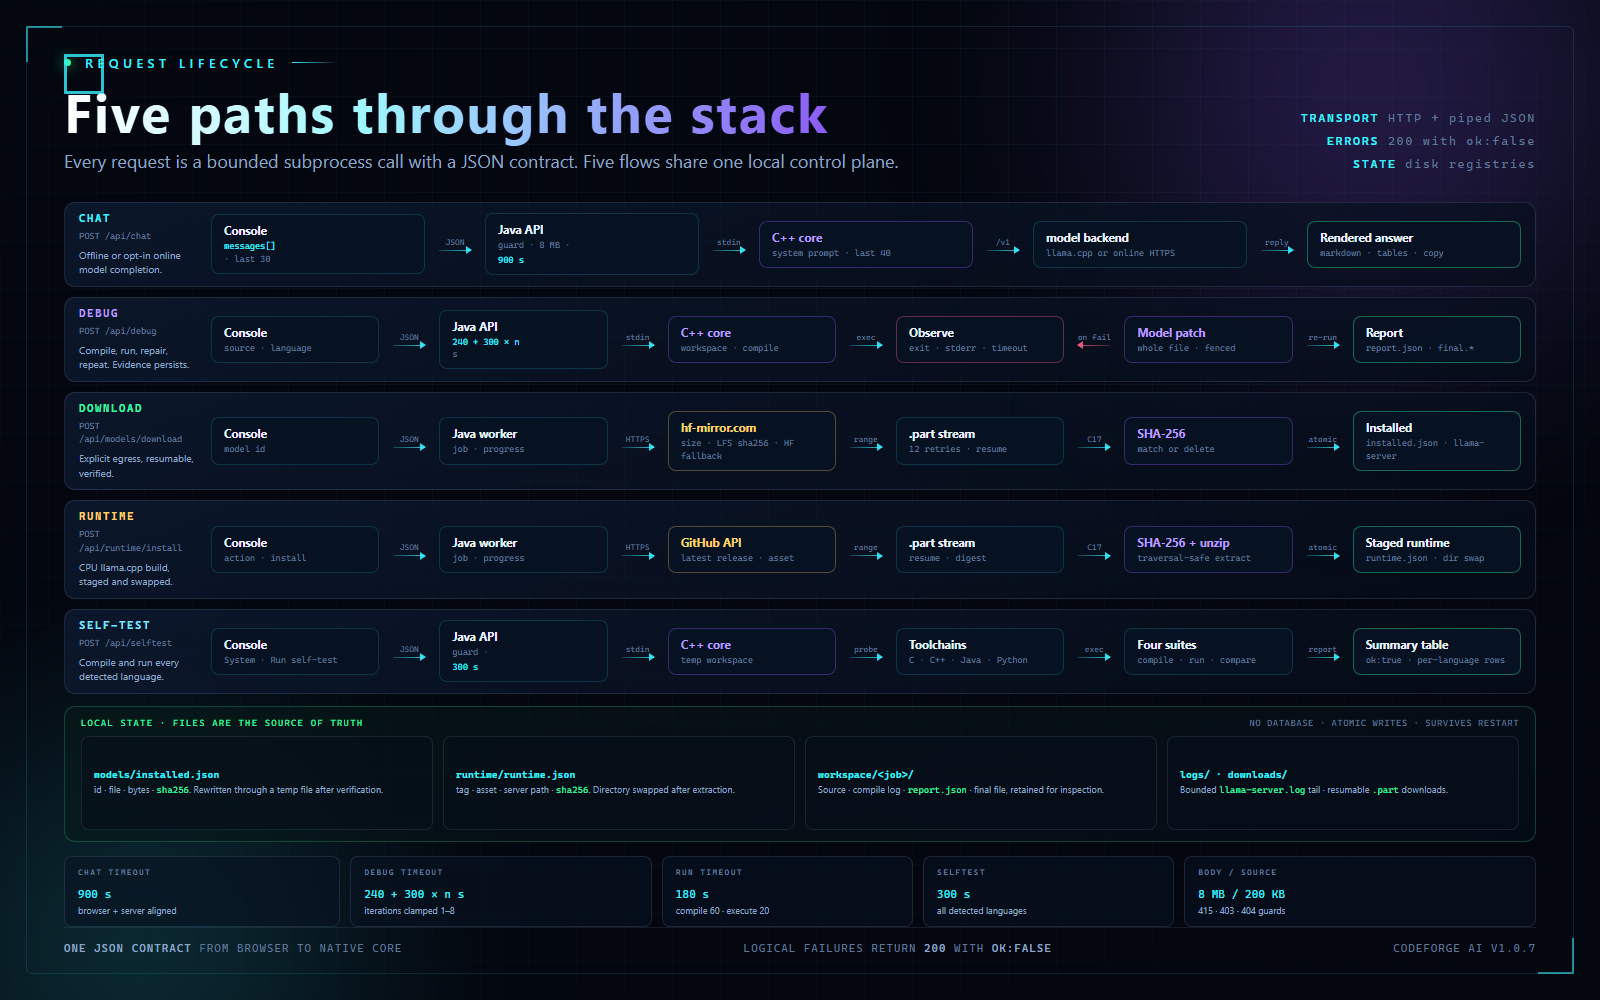 REQUEST LIFECYCLE
Five paths through the stack
Every request is a bounded subprocess call with a JSON contract. Five flows share one local control plane.
TRANSPORT HTTP + piped JSON
ERRORS 200 with ok:false
STATE disk registries
CHAT
POST /api/chat
Offline or opt-in online
model completion.
Console
messages[]
· last 30
JSON
Java API
guard · 8 MB ·
900 s
stdin
C++ core
system prompt · last 40
/v1
model backend
llama.cpp or online HTTPS
reply
Rendered answer
markdown · tables · copy
DEBUG
POST /api/debug
Compile, run, repair,
repeat. Evidence persists.
Console
source · language
JSON
Java API
240 + 300 × n
s
stdin
C++ core
workspace · compile
exec
Observe
exit · stderr · timeout
on fail
Model patch
whole file · fenced
re-run
Report
report.json · final.*
DOWNLOAD
POST
/api/models/download
Explicit egress, resumable,
verified.
Console
model id
JSON
Java worker
job · progress
HTTPS
hf-mirror.com
size · LFS sha256 · HF
fallback
range
.part stream
12 retries · resume
C17
SHA-256
match or delete
atomic
Installed
installed.json · llama-
server
RUNTIME
POST
/api/runtime/install
CPU llama.cpp build,
staged and swapped.
Console
action · install
JSON
Java worker
job · progress
HTTPS
GitHub API
latest release · asset
range
.part stream
resume · digest
C17
SHA-256 + unzip
traversal-safe extract
atomic
Staged runtime
runtime.json · dir swap
SELF-TEST
POST /api/selftest
Compile and run every
detected language.
Console
System · Run self-test
JSON
Java API
guard ·
300 s
stdin
C++ core
temp workspace
probe
Toolchains
C · C++ · Java · Python
exec
Four suites
compile · run · compare
report
Summary table
ok:true · per-language rows
LOCAL STATE · FILES ARE THE SOURCE OF TRUTH
NO DATABASE · ATOMIC WRITES · SURVIVES RESTART
models/installed.json
id · file · bytes · sha256. Rewritten through a temp file after verification.
runtime/runtime.json
tag · asset · server path · sha256. Directory swapped after extraction.
workspace/<job>/
Source · compile log · report.json · final file, retained for inspection.
logs/ · downloads/
Bounded llama-server.log tail · resumable .part downloads.
CHAT TIMEOUT
900 s
browser + server aligned
DEBUG TIMEOUT
240 + 300 × n s
iterations clamped 1–8
RUN TIMEOUT
180 s
compile 60 · execute 20
SELFTEST
300 s
all detected languages
BODY / SOURCE
8 MB / 200 KB
415 · 403 · 404 guards
ONE JSON CONTRACT FROM BROWSER TO NATIVE CORE
LOGICAL FAILURES RETURN 200 WITH OK:FALSE
CODEFORGE AI V1.0.7